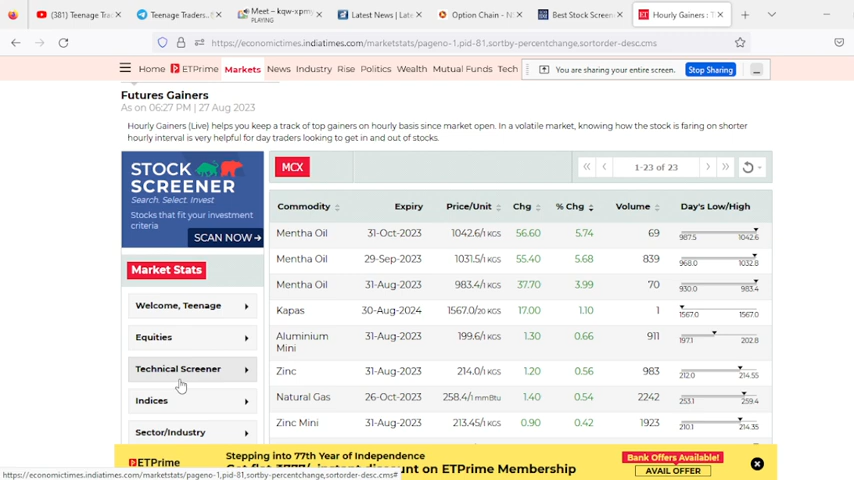 (381) Teenage Tra
Teenage Traders..
Meet – kqw-pxmy-
PLAYING
Latest News | Late
Option Chain - NS
Best Stock Screen
Hourly Gainers : T
https://economictimes.indiatimes.com/marketstats/pageno-1,pid-81,sortby-percentchange,sortorder-desc.cms
Home ETPrime Markets News Industry Rise Politics Wealth Mutual Funds Tech
You are sharing your entire screen. Stop Sharing
Futures Gainers
As on 06:27 PM | 27 Aug 2023
Hourly Gainers (Live) helps you keep a track of top gainers on hourly basis since market open. In a volatile market, knowing how the stock is faring on shorter
hourly interval is very helpful for day traders looking to get in and out of stocks.
STOCK
SCREENER
Search. Select. Invest
Stocks that fit your investment
criteria
SCAN NOW
Market Stats
Welcome, Teenage
Equities
Technical Screener
Indices
Sector/Industry
MCX
1-23 of 23
Commodity Expiry Price/Unit Chg % Chg Volume Day's Low/High
Mentha Oil 31-Oct-2023 1042.6/1 KGS 56.60 5.74 69 987.5 1042.6
Mentha Oil 29-Sep-2023 1031.5/1 KGS 55.40 5.68 839 968.0 1032.8
Mentha Oil 31-Aug-2023 983.4/1 KGS 37.70 3.99 70 930.0 983.4
Kapas 30-Aug-2024 1567.0/20 KGS 17.00 1.10 1 1567.0 1567.0
Aluminium
Mini 31-Aug-2023 199.6/1 KGS 1.30 0.66 911 197.1 202.8
Zinc 31-Aug-2023 214.0/1 KGS 1.20 0.56 983 212.0 214.55
Natural Gas 26-Oct-2023 258.4/1 mmBtu 1.40 0.54 2242 253.1 259.4
Zinc Mini 31-Aug-2023 213.45/1 KGS 0.90 0.42 1923 210.1 214.35
ETPrime
Stepping into 77th Year of Independence
Get flat ₹777/- instant discount on ETPrime Membership
Bank Offers Available!
AVAIL OFFER
https://economictimes.indiatimes.com/marketstats/pageno-1,pid-81,sortby-percentchange,sortorder-desc.cms#